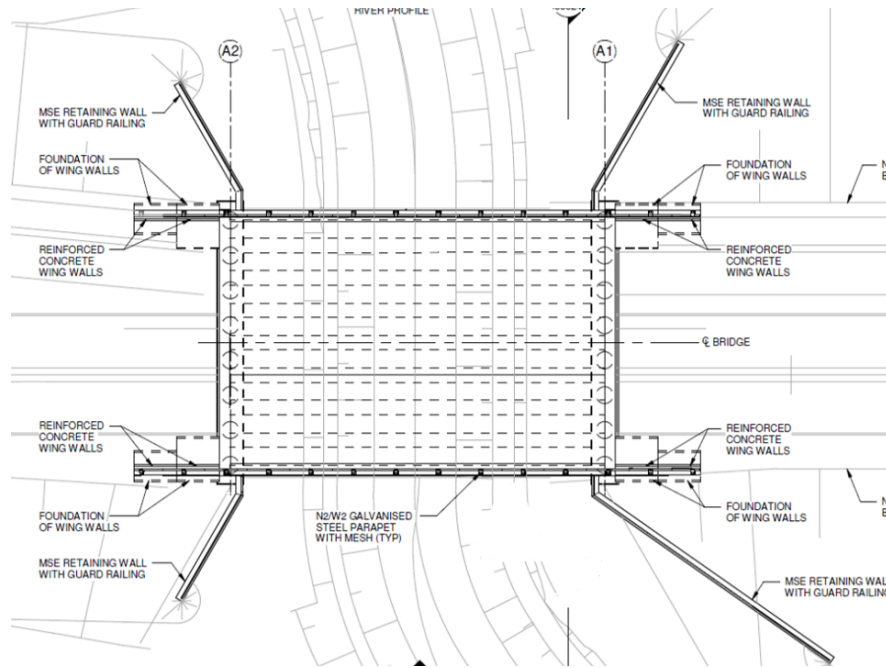 RIVER PROFILE
A2
A1
MSE RETAINING WALL
WITH GUARD RAILING
MSE RETAINING WALL
WITH GUARD RAILING
FOUNDATION
OF WING WALLS
FOUNDATION
OF WING WALLS
N
B
REINFORCED
CONCRETE
WING WALLS
REINFORCED
CONCRETE
WING WALLS
℄ BRIDGE
REINFORCED
CONCRETE
WING WALLS
REINFORCED
CONCRETE
WING WALLS
FOUNDATION
OF WING WALLS
N2/W2 GALVANISED
STEEL PARAPET
WITH MESH (TYP)
FOUNDATION
OF WING WALLS
N
B
MSE RETAINING WALL
WITH GUARD RAILING
MSE RETAINING WAL
WITH GUARD RAILING